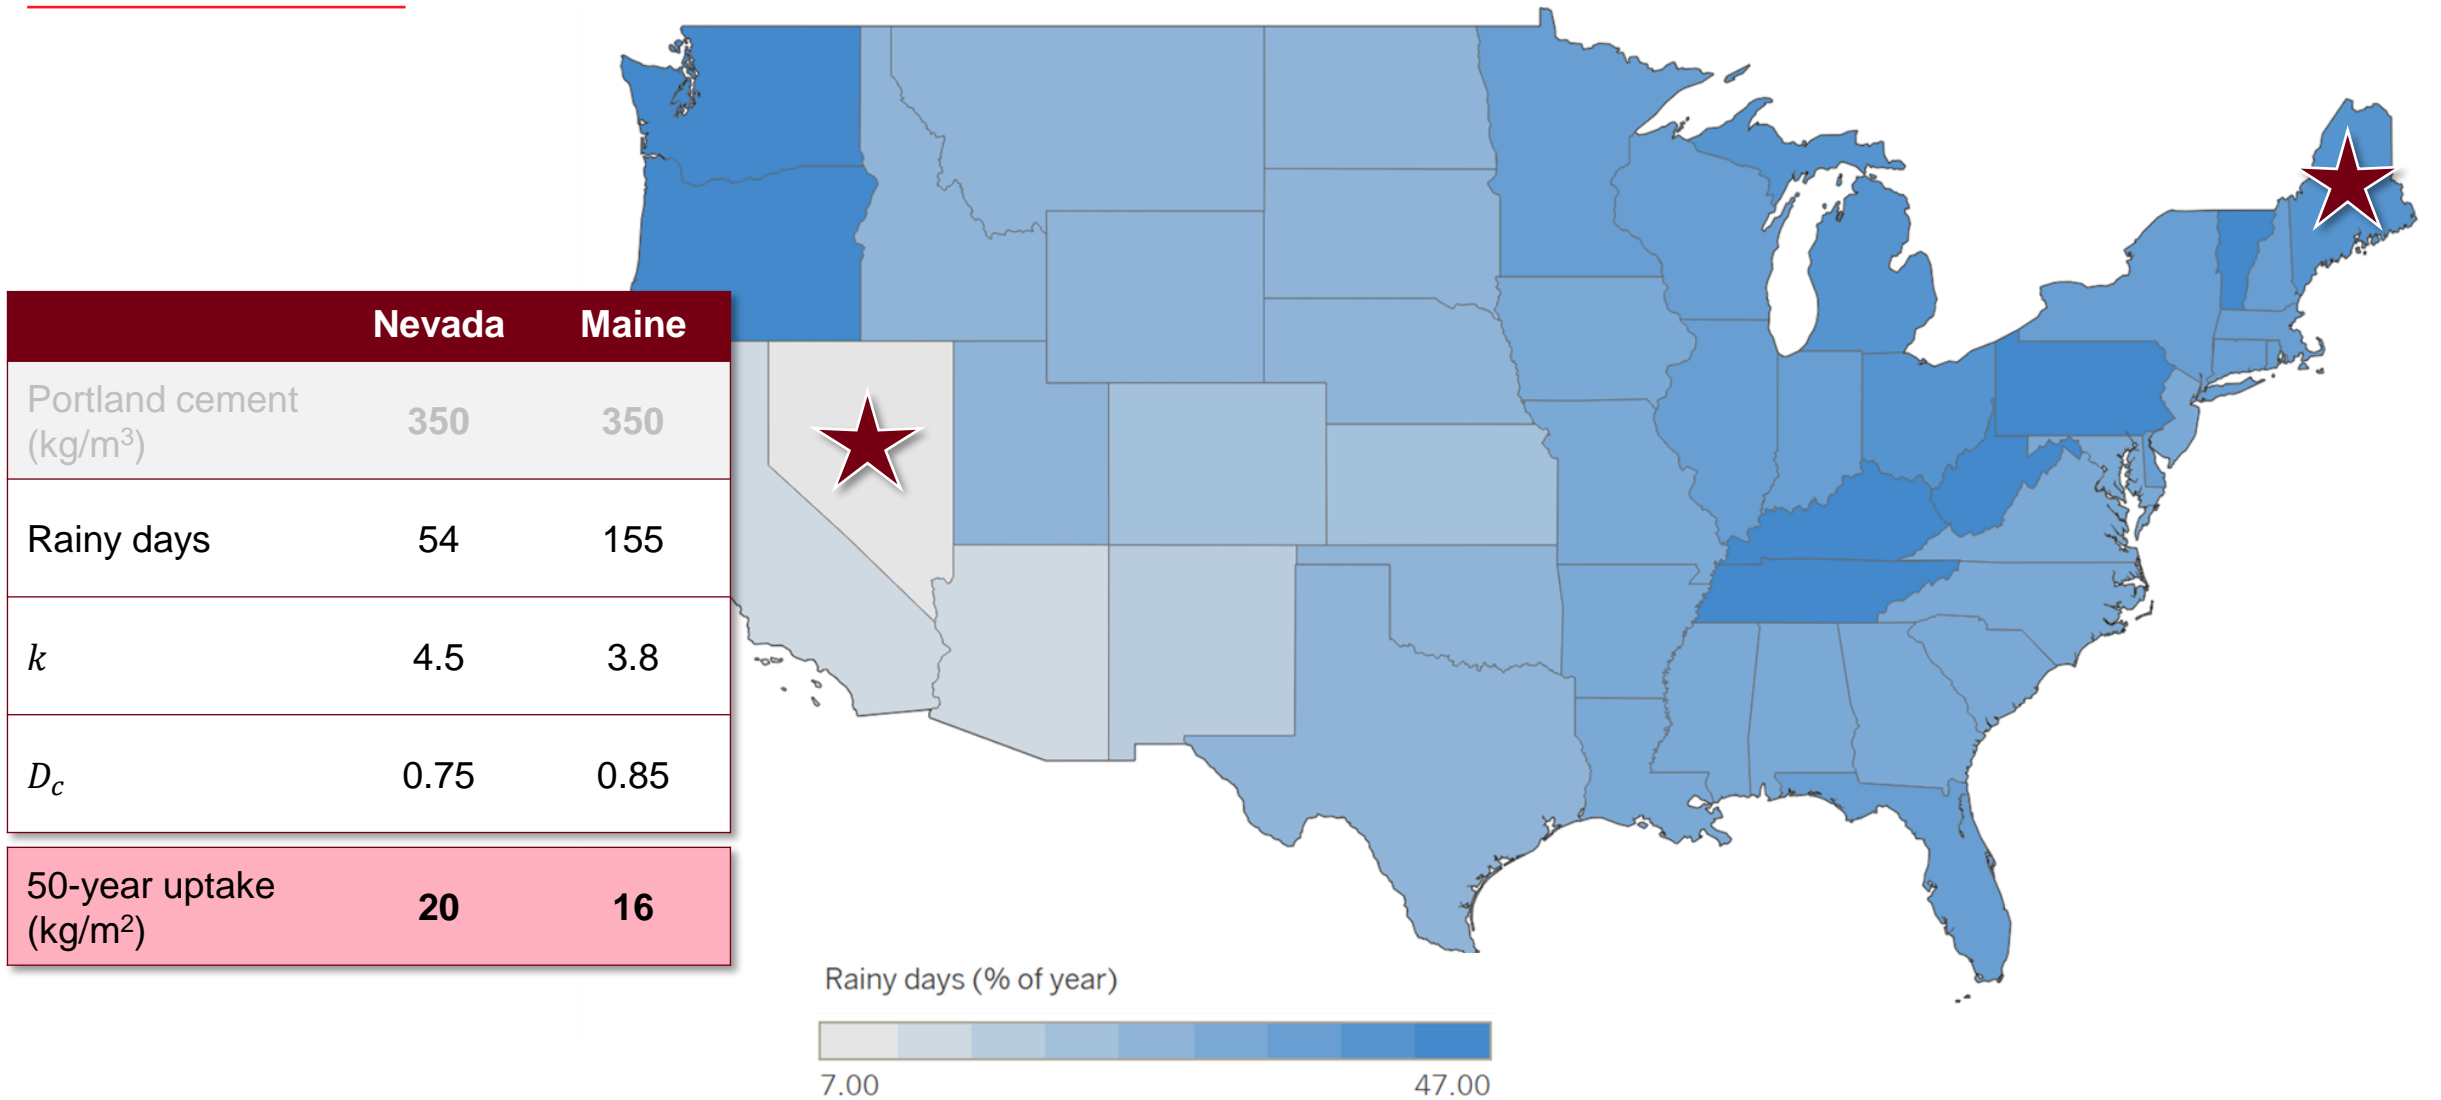 Nevada Maine
Portland cement
(kg/m³) 350 350
Rainy days 54 155
k 4.5 3.8
D_c 0.75 0.85
50-year uptake
(kg/m²) 20 16
Rainy days (% of year)
7.00 47.00